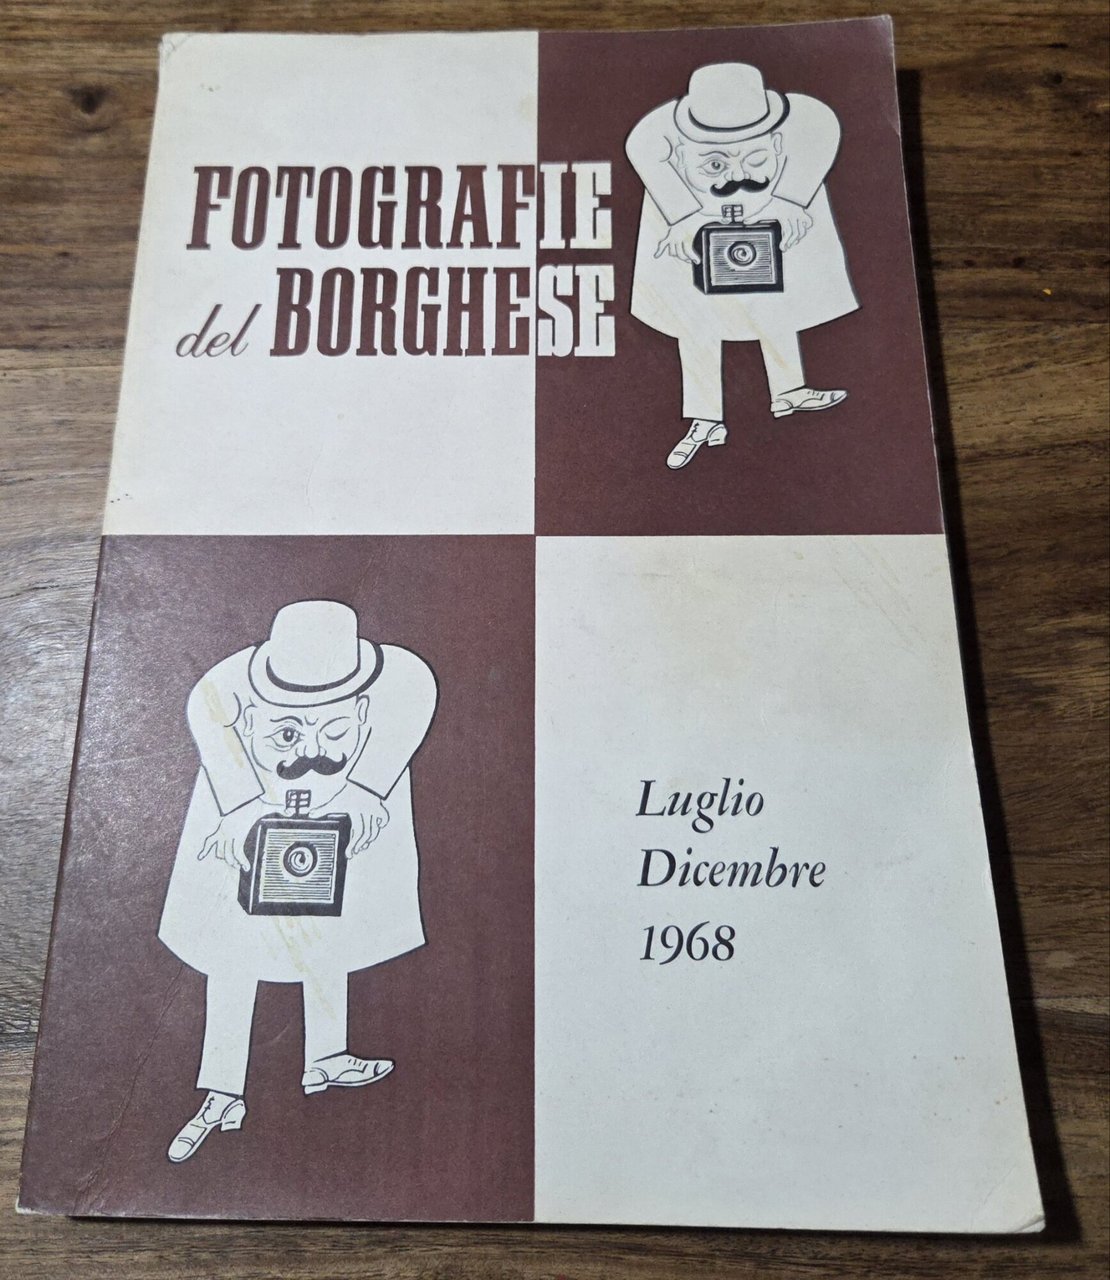 FOTOGRAFIE
del BORGHESE
Luglio
Dicembre
1968